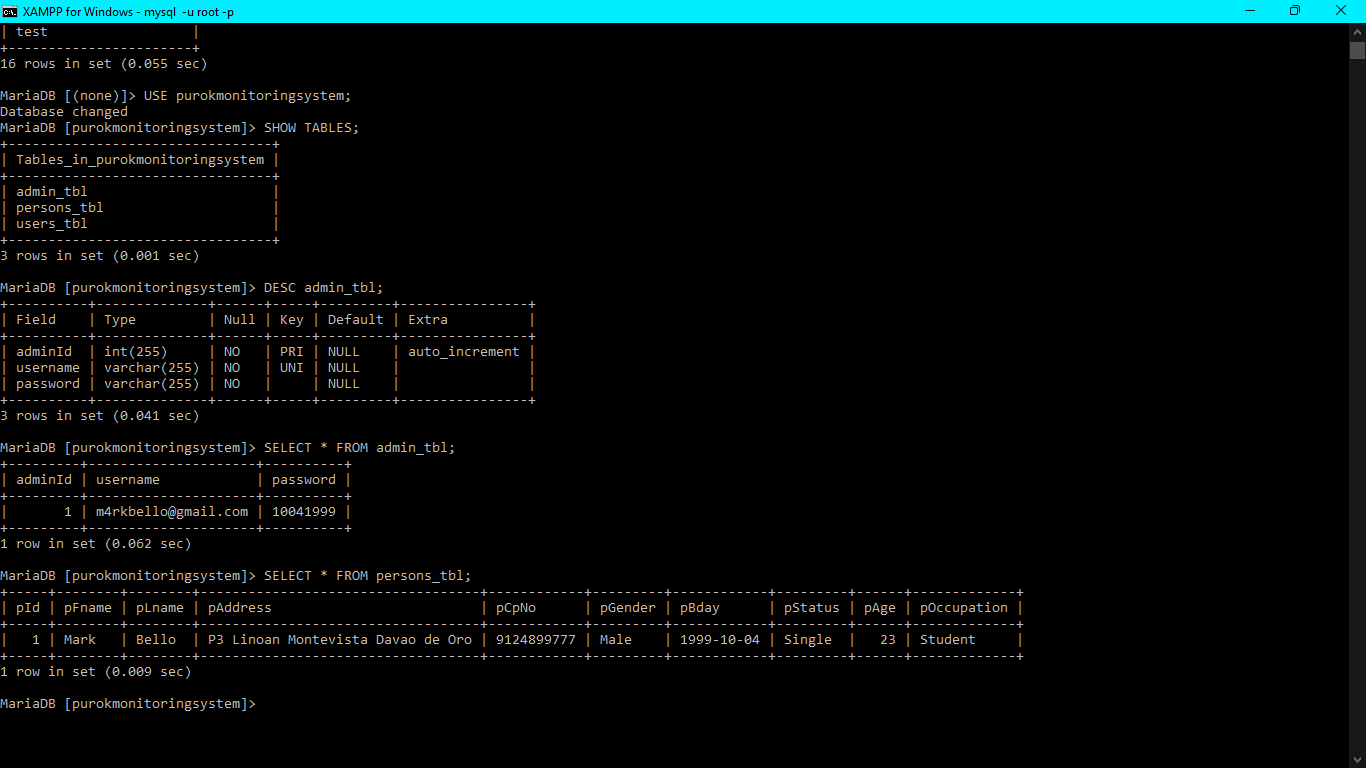 XAMPP for Windows - mysql -u root -p
| test                  |
+-----------------------+
16 rows in set (0.055 sec)
MariaDB [(none)]> USE purokmonitoringsystem;
Database changed
MariaDB [purokmonitoringsystem]> SHOW TABLES;
+---------------------------------+
| Tables_in_purokmonitoringsystem |
+---------------------------------+
| admin_tbl                       |
| persons_tbl                     |
| users_tbl                       |
+---------------------------------+
3 rows in set (0.001 sec)
MariaDB [purokmonitoringsystem]> DESC admin_tbl;
+----------+--------------+------+-----+---------+----------------+
| Field    | Type         | Null | Key | Default | Extra          |
+----------+--------------+------+-----+---------+----------------+
| adminId  | int(255)     | NO   | PRI | NULL    | auto_increment |
| username | varchar(255) | NO   | UNI | NULL    |                |
| password | varchar(255) | NO   |     | NULL    |                |
+----------+--------------+------+-----+---------+----------------+
3 rows in set (0.041 sec)
MariaDB [purokmonitoringsystem]> SELECT * FROM admin_tbl;
+---------+---------------------+----------+
| adminId | username            | password |
+---------+---------------------+----------+
|       1 | m4rkbello@gmail.com | 10041999 |
+---------+---------------------+----------+
1 row in set (0.062 sec)
MariaDB [purokmonitoringsystem]> SELECT * FROM persons_tbl;
+-----+--------+--------+-----------------------------------+------------+---------+------------+---------+------+-------------+
| pId | pFname | pLname | pAddress                          | pCpNo      | pGender | pBday      | pStatus | pAge | pOccupation |
+-----+--------+--------+-----------------------------------+------------+---------+------------+---------+------+-------------+
|   1 | Mark   | Bello  | P3 Linoan Montevista Davao de Oro | 9124899777 | Male    | 1999-10-04 | Single  |   23 | Student     |
+-----+--------+--------+-----------------------------------+------------+---------+------------+---------+------+-------------+
1 row in set (0.009 sec)
MariaDB [purokmonitoringsystem]>